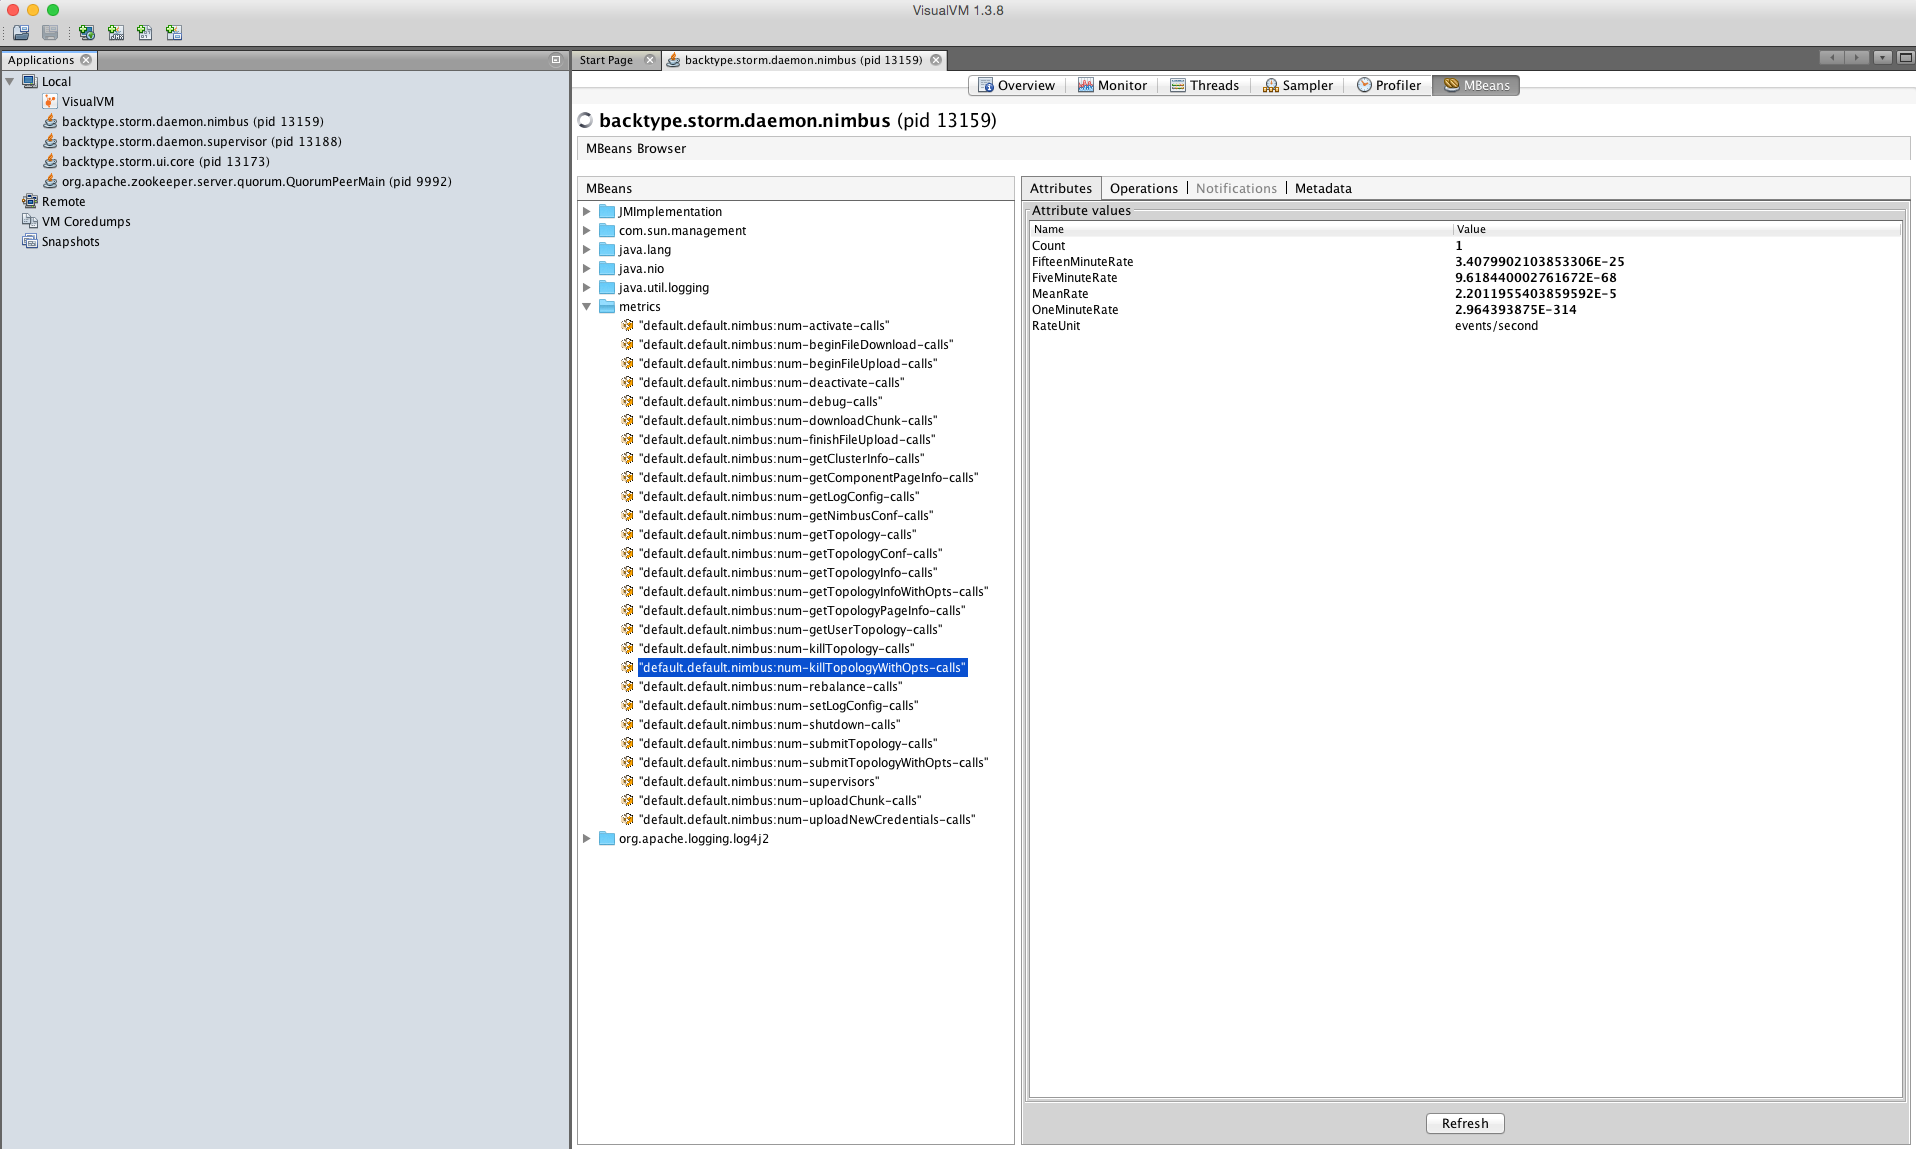 VisualVM 1.3.8
Applications
Local
VisualVM
backtype.storm.daemon.nimbus (pid 13159)
backtype.storm.daemon.supervisor (pid 13188)
backtype.storm.ui.core (pid 13173)
org.apache.zookeeper.server.quorum.QuorumPeerMain (pid 9992)
Remote
VM Coredumps
Snapshots
Start Page
backtype.storm.daemon.nimbus (pid 13159)
Overview Monitor Threads Sampler Profiler MBeans
backtype.storm.daemon.nimbus (pid 13159)
MBeans Browser
MBeans
JMImplementation
com.sun.management
java.lang
java.nio
java.util.logging
metrics
"default.default.nimbus:num-activate-calls"
"default.default.nimbus:num-beginFileDownload-calls"
"default.default.nimbus:num-beginFileUpload-calls"
"default.default.nimbus:num-deactivate-calls"
"default.default.nimbus:num-debug-calls"
"default.default.nimbus:num-downloadChunk-calls"
"default.default.nimbus:num-finishFileUpload-calls"
"default.default.nimbus:num-getClusterInfo-calls"
"default.default.nimbus:num-getComponentPageInfo-calls"
"default.default.nimbus:num-getLogConfig-calls"
"default.default.nimbus:num-getNimbusConf-calls"
"default.default.nimbus:num-getTopology-calls"
"default.default.nimbus:num-getTopologyConf-calls"
"default.default.nimbus:num-getTopologyInfo-calls"
"default.default.nimbus:num-getTopologyInfoWithOpts-calls"
"default.default.nimbus:num-getTopologyPageInfo-calls"
"default.default.nimbus:num-getUserTopology-calls"
"default.default.nimbus:num-killTopology-calls"
"default.default.nimbus:num-killTopologyWithOpts-calls"
"default.default.nimbus:num-rebalance-calls"
"default.default.nimbus:num-setLogConfig-calls"
"default.default.nimbus:num-shutdown-calls"
"default.default.nimbus:num-submitTopology-calls"
"default.default.nimbus:num-submitTopologyWithOpts-calls"
"default.default.nimbus:num-supervisors"
"default.default.nimbus:num-uploadChunk-calls"
"default.default.nimbus:num-uploadNewCredentials-calls"
org.apache.logging.log4j2
Attributes Operations Notifications Metadata
Attribute values
Name Value
Count 1
FifteenMinuteRate 3.4079902103853306E-25
FiveMinuteRate 9.618440002761672E-68
MeanRate 2.2011955403859592E-5
OneMinuteRate 2.964393875E-314
RateUnit events/second
Refresh